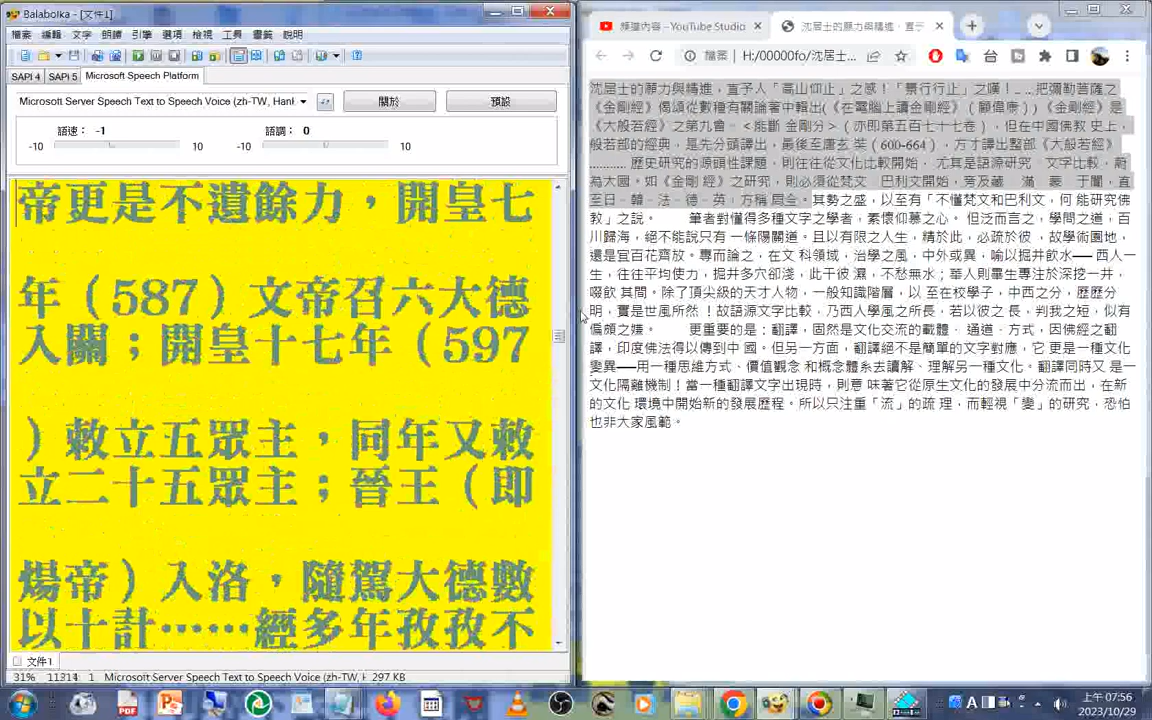 Balabolka - [文件1]
檔案 編輯 文字 朗讀 引擎 選項 檢視 工具 書籤 說明
SAPI 4 SAPI 5 Microsoft Speech Platform
Microsoft Server Speech Text to Speech Voice (zh-TW, HanH
關於 預設
語速： -1 語調： 0
-10 10 -10 10
帝更是不遺餘力，開皇七
年（587）文帝召六大德
入關；開皇十七年（597
）敕立五眾主，同年又敕
立二十五眾主；晉王（即
煬帝）入洛，隨駕大德數
以十計……經多年孜孜不
文件1
31% 11314 1 Microsoft Server Speech Text to Speech Voice (zh-TW, H 297 KB
頻道內容 - YouTube Studio
沈居士的願力與精進，宣予
檔案 H:/00000fo/沈居士...
沈居士的願力與精進，宣予人「高山仰止」之感！「景行行止」之嘆！... ...把彌勒菩薩之
《金剛經》偈頌從數種有關論著中輯出(《在電腦上讀金剛經》（顧偉康）)《金剛經》是
《大般若經》之第九會 - ＜能斷 金剛分＞（亦即第五百七十七卷），但在中國佛教 史上，
般若部的經典，是先分頭譯出，最後至唐玄 奘（600-664），方才譯出整部《大般若經》
........... 歷史研究的源頭性課題，則往往從文化比較開始， 尤其是語源研究、文字比較，蔚
為大國。如《金剛 經》之研究，則必須從梵文、巴利文開始，旁及藏、滿、蒙、于闐，直
至日、韓、法、德、英，方稱 周全。其勢之盛，以至有「不懂梵文和巴利文，何 能研究佛
教」之說。 筆者對懂得多種文字之學者，素懷仰慕之心。 但泛而言之，學問之道，百
川歸海，絕不能說只有 一條陽關道。且以有限之人生，精於此，必疏於彼 ，故學術園地，
還是宜百花齊放。專而論之，在文 科領域，治學之風，中外或異，喻以掘井飲水── 西人一
生，往往平均使力，掘井多穴卻淺，此干彼 濕，不愁無水；華人則畢生專注於深挖一井，
啜飲 其間。除了頂尖級的天才人物，一般知識階層，以 至在校學子，中西之分，歷歷分
明，實是世風所然 ！故語源文字比較，乃西人學風之所長，若以彼之 長，判我之短，似有
偏頗之嫌。 更重要的是：翻譯，固然是文化交流的載體、 通道、方式，因佛經之翻
譯，印度佛法得以傳到中 國。但另一方面，翻譯絕不是簡單的文字對應，它 更是一種文化
變異─用一種思維方式、價值觀念 和概念體系去讀解、理解另一種文化。翻譯同時又 是一
文化隔離機制！當一種翻譯文字出現時，則意 味著它從原生文化的發展中分流而出，在新
的文化 環境中開始新的發展歷程。所以只注重「流」的疏 理，而輕視「變」的研究，恐怕
也非大家風範。
上午 07:56
2023/10/29